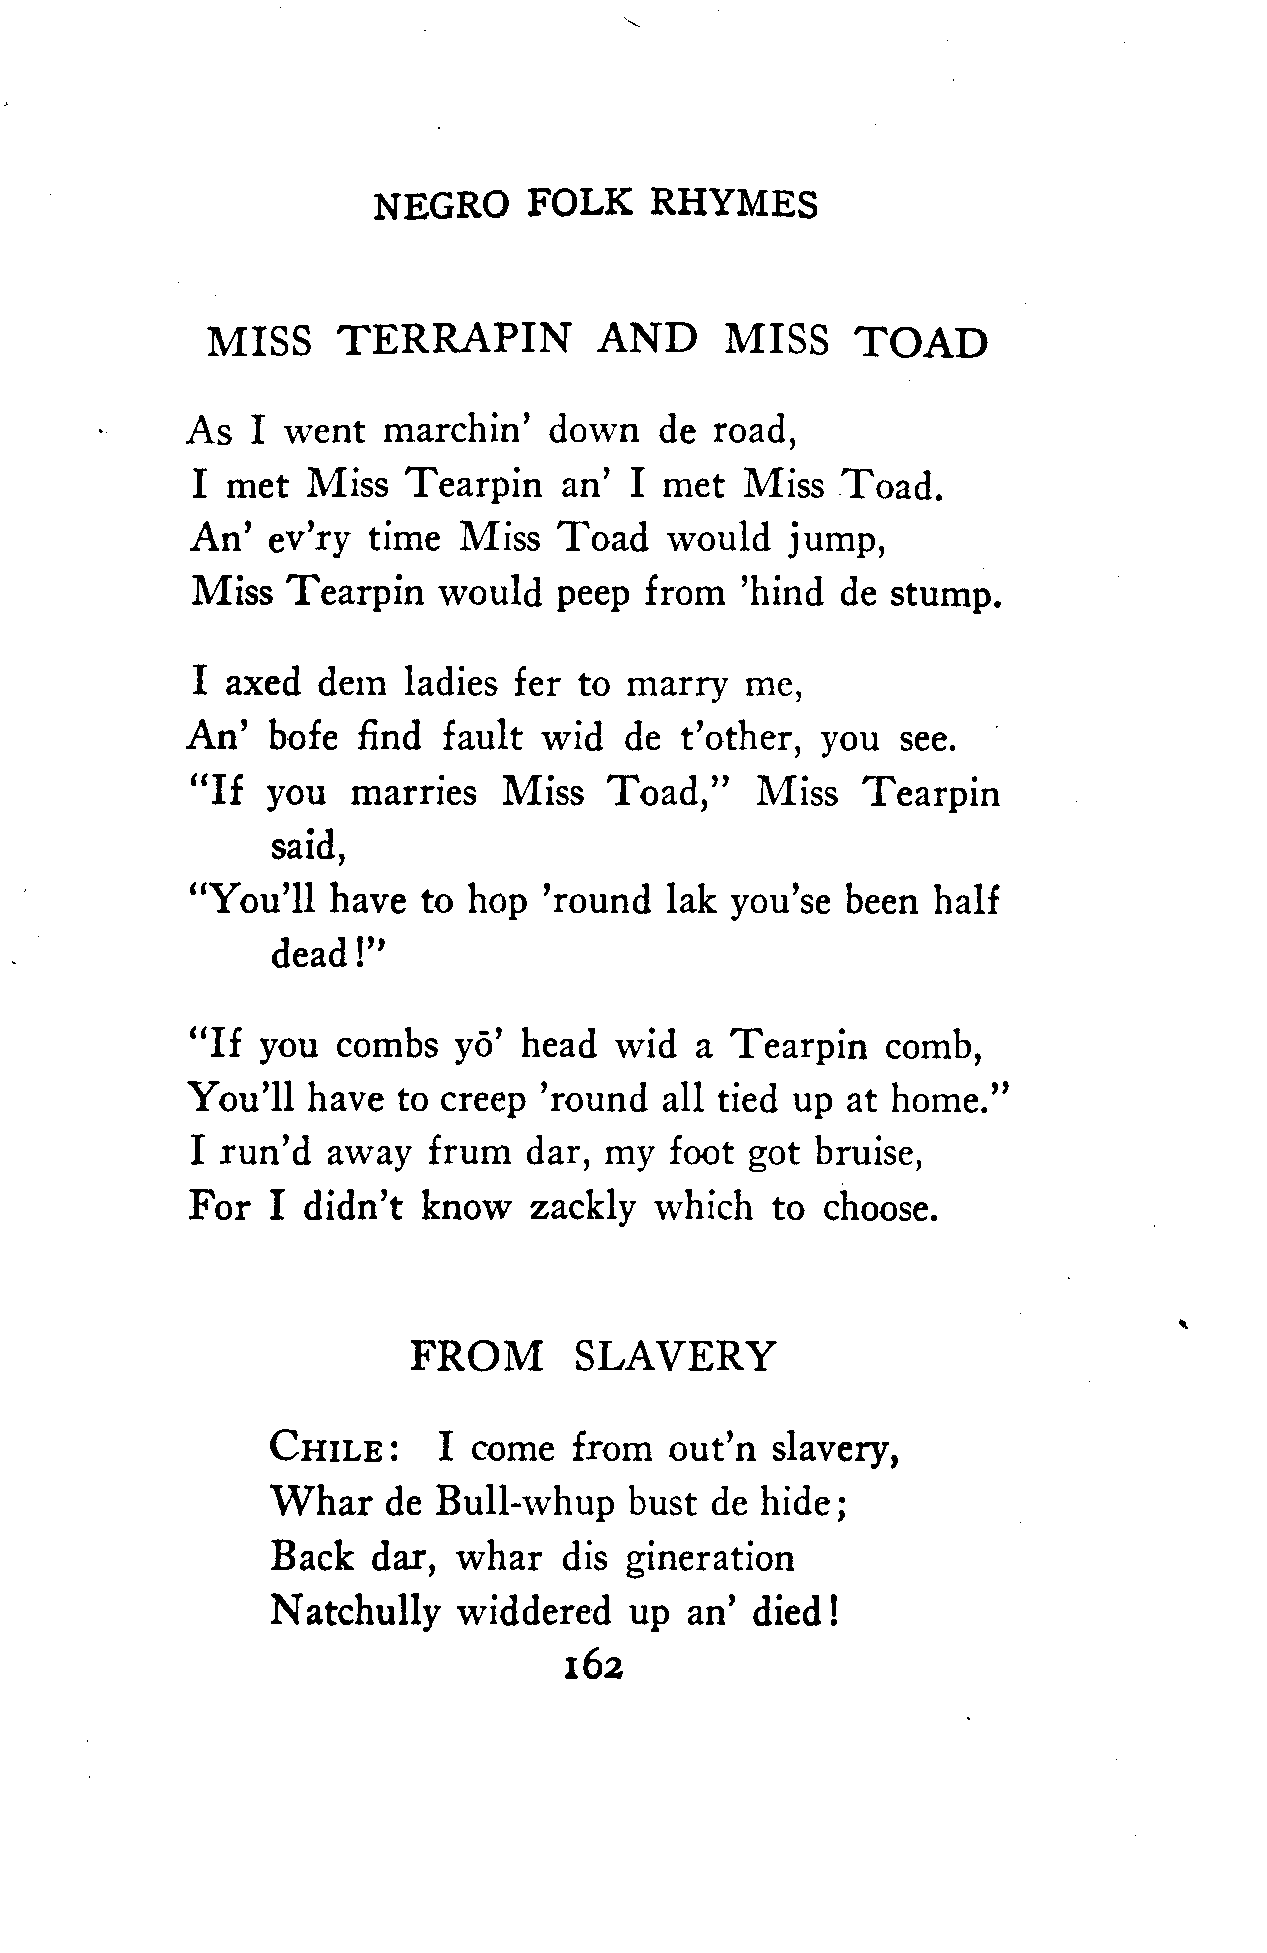 NEGRO FOLK RHYMES
MISS TERRAPIN AND MISS TOAD
As I went marchin' down de road,
I met Miss Tearpin an' I met Miss Toad.
An' ev'ry time Miss Toad would jump,
Miss Tearpin would peep from 'hind de stump.
I axed dem ladies fer to marry me,
An' bofe find fault wid de t'other, you see.
"If you marries Miss Toad," Miss Tearpin
said,
"You'll have to hop 'round lak you'se been half
dead!"
"If you combs yō' head wid a Tearpin comb,
You'll have to creep 'round all tied up at home."
I run'd away frum dar, my foot got bruise,
For I didn't know zackly which to choose.
FROM SLAVERY
CHILE: I come from out'n slavery,
Whar de Bull-whup bust de hide;
Back dar, whar dis gineration
Natchully widdered up an' died!
162